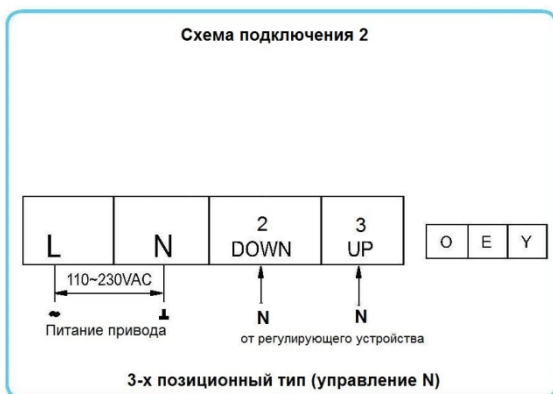 Схема подключения 2
L N 2 DOWN 3 UP O E Y
110~230VAC
~
Питание привода
N N
от регулирующего устройства
3-х позиционный тип (управление N)